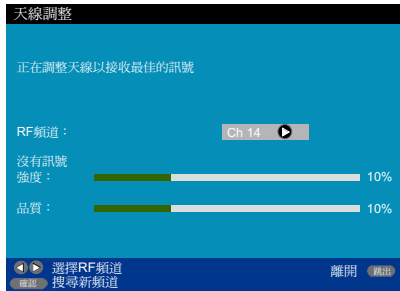 天線調整
正在調整天線以接收最佳的訊號
RF頻道： Ch 14
沒有訊號
強度： 10%
品質： 10%
選擇RF頻道 離開 跳出
確認 搜尋新頻道